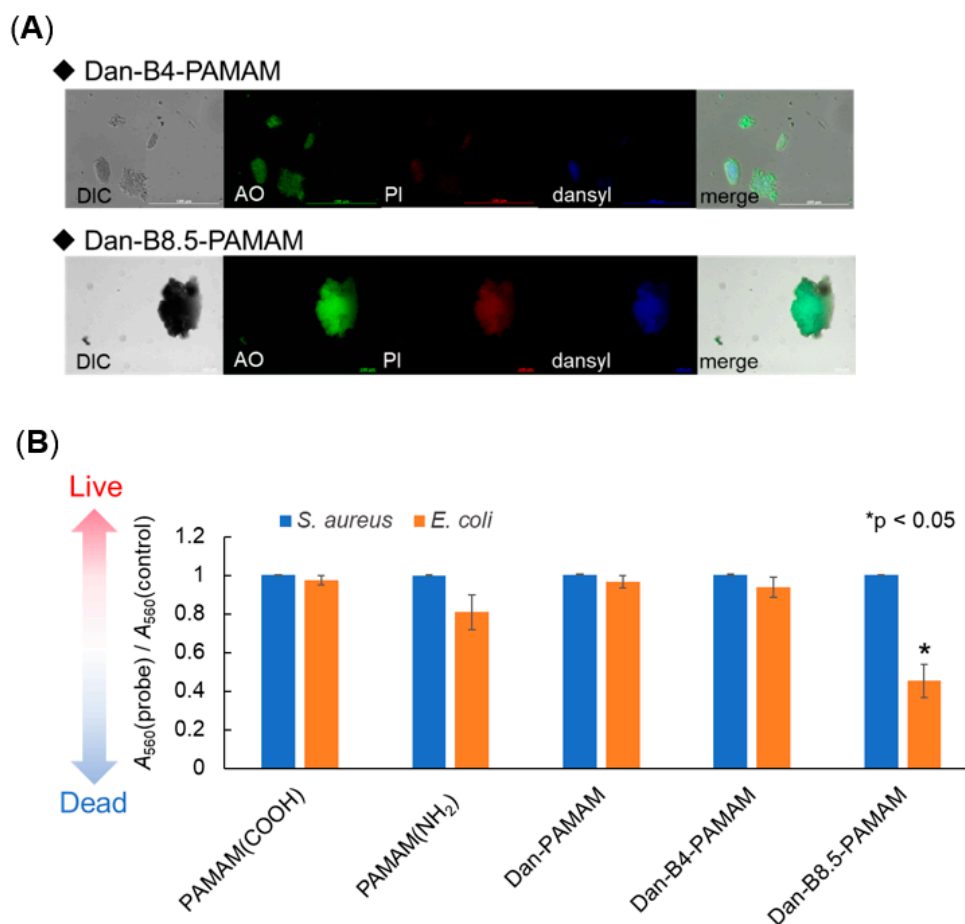 (A)
◆ Dan-B4-PAMAM
DIC AO PI dansyl merge
◆ Dan-B8.5-PAMAM
DIC AO PI dansyl merge
(B)
Live
Dead
A560(probe) / A560(control)
S. aureus E. coli
*p < 0.05
1.2
1
0.8
0.6
0.4
0.2
0
*
PAMAM(COOH)
PAMAM(NH2)
Dan-PAMAM
Dan-B4-PAMAM
Dan-B8.5-PAMAM